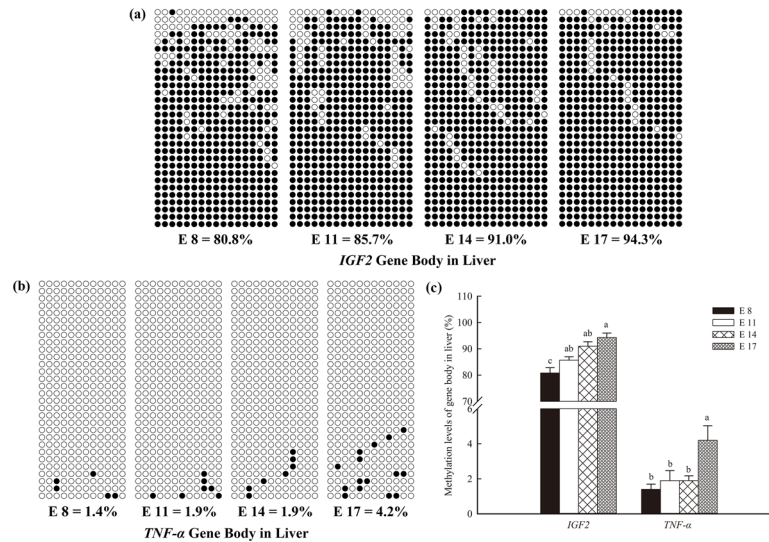 (a)
E 8 = 80.8% E 11 = 85.7% E 14 = 91.0% E 17 = 94.3%
IGF2 Gene Body in Liver
(b)
E 8 = 1.4% E 11 = 1.9% E 14 = 1.9% E 17 = 4.2%
TNF-α Gene Body in Liver
(c)
Methylation levels of gene body in liver (%)
110
100
90
80
70
6
4
2
0
c ab ab a
b b b a
IGF2 TNF-α
E 8
E 11
E 14
E 17